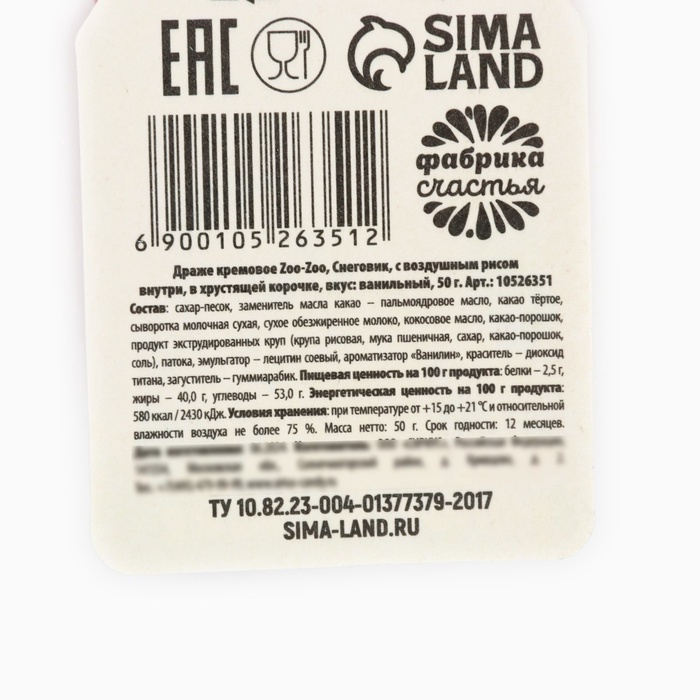 EAC
SIMA
LAND
фабрика
счастья
6 900105 263512
Драже кремовое Zoo-Zoo, Снеговик, с воздушным рисом
внутри, в хрустящей корочке, вкус: ванильный, 50 г. Арт.: 10526351
Состав: сахар-песок, заменитель масла какао – пальмоядровое масло, какао тёртое,
сыворотка молочная сухая, сухое обезжиренное молоко, кокосовое масло, какао-порошок,
продукт экструдированных круп (крупа рисовая, мука пшеничная, сахар, какао-порошок,
соль), патока, эмульгатор – лецитин соевый, ароматизатор «Ванилин», краситель – диоксид
титана, загуститель – гуммиарабик. Пищевая ценность на 100 г продукта: белки – 2,5 г,
жиры – 40,0 г, углеводы – 53,0 г. Энергетическая ценность на 100 г продукта:
580 ккал / 2430 кДж. Условия хранения: при температуре от +15 до +21 °С и относительной
влажности воздуха не более 75 %. Масса нетто: 50 г. Срок годности: 12 месяцев.
ТУ 10.82.23-004-01377379-2017
SIMA-LAND.RU